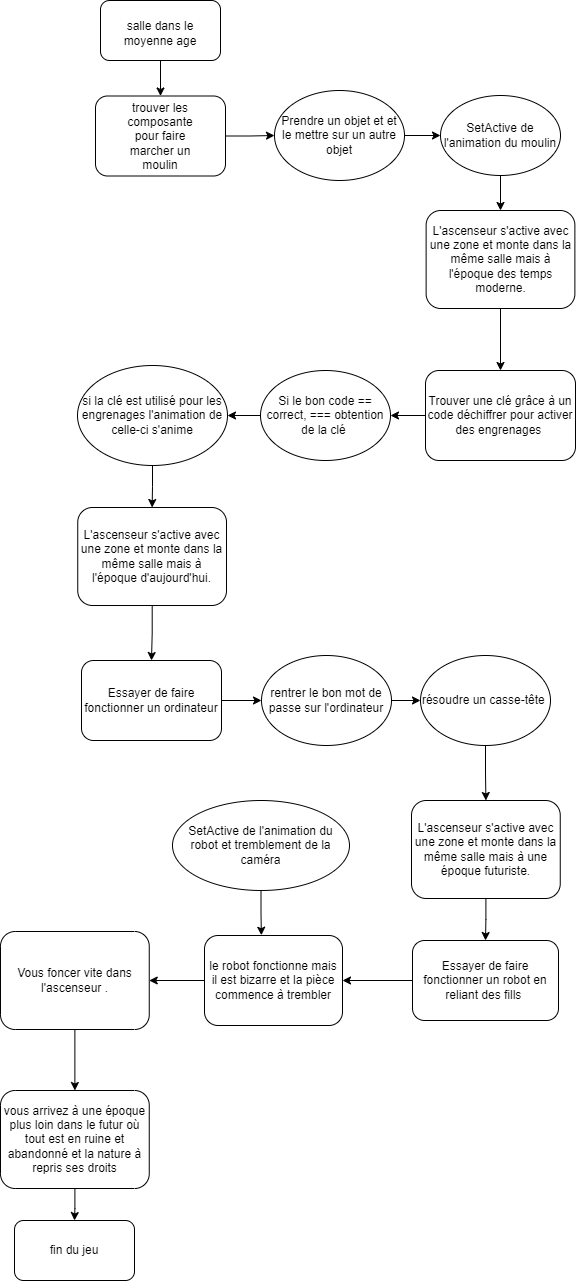 salle dans le
moyenne age
trouver les
composante
pour faire
marcher un
moulin
Prendre un objet et et
le mettre sur un autre
objet
SetActive de
l'animation du moulin
L'ascenseur s'active avec
une zone et monte dans la
même salle mais à
l'époque des temps
moderne.
Trouver une clé grâce à un
code déchiffrer pour activer
des engrenages
Si le bon code ==
correct, === obtention
de la clé
si la clé est utilisé pour les
engrenages l'animation de
celle-ci s'anime
L'ascenseur s'active avec
une zone et monte dans la
même salle mais à
l'époque d'aujourd'hui.
Essayer de faire
fonctionner un ordinateur
rentrer le bon mot de
passe sur l'ordinateur
résoudre un casse-tête
L'ascenseur s'active avec
une zone et monte dans la
même salle mais à une
époque futuriste.
Essayer de faire
fonctionner un robot en
reliant des fills
SetActive de l'animation du
robot et tremblement de la
caméra
le robot fonctionne mais
il est bizarre et la pièce
commence à trembler
Vous foncer vite dans
l'ascenseur .
vous arrivez à une époque
plus loin dans le futur où
tout est en ruine et
abandonné et la nature à
repris ses droits
fin du jeu